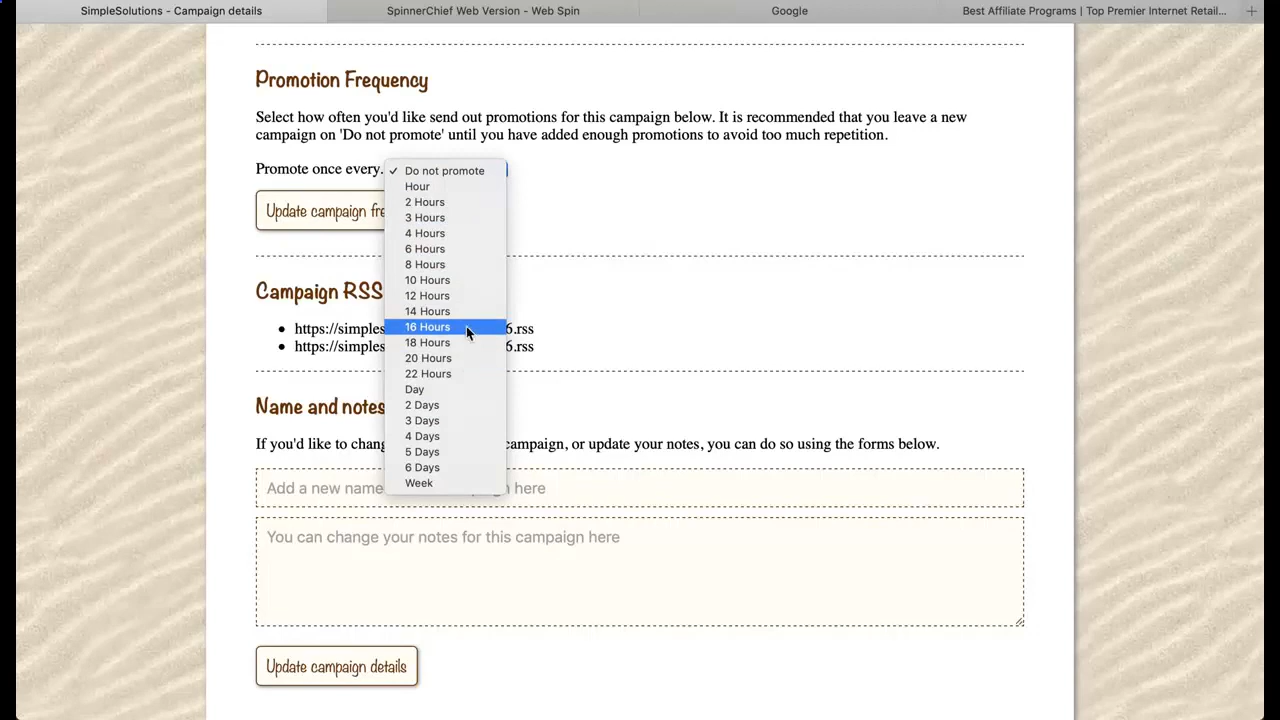 SimpleSolutions - Campaign details
SpinnerChief Web Version - Web Spin
Google
Best Affiliate Programs | Top Premier Internet Retail...
Promotion Frequency
Select how often you'd like send out promotions for this campaign below. It is recommended that you leave a new
campaign on 'Do not promote' until you have added enough promotions to avoid too much repetition.
Promote once every.
✓ Do not promote
Hour
2 Hours
3 Hours
4 Hours
6 Hours
8 Hours
10 Hours
12 Hours
14 Hours
16 Hours
18 Hours
20 Hours
22 Hours
Day
2 Days
3 Days
4 Days
5 Days
6 Days
Week
Update campaign
Campaign RSS
https://simples 6.rss
https://simples 6.rss
Name and notes
If you'd like to campaign, or update your notes, you can do so using the forms below.
Add a new name here
You can change your notes for this campaign here
Update campaign details